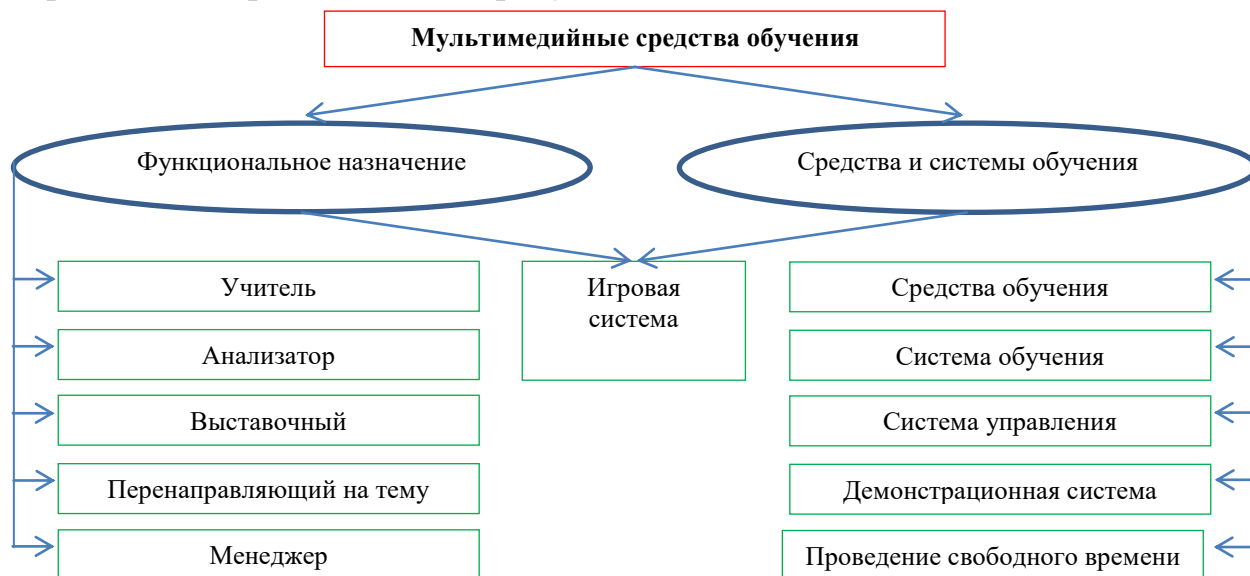 Мультимедийные средства обучения
Функциональное назначение
Средства и системы обучения
Учитель
Игровая
система
Средства обучения
Анализатор
Система обучения
Выставочный
Система управления
Перенаправляющий на тему
Демонстрационная система
Менеджер
Проведение свободного времени